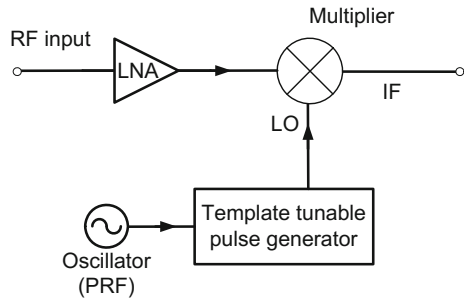 Multiplier
RF input
LNA
IF
LO
Template tunable
pulse generator
Oscillator
(PRF)